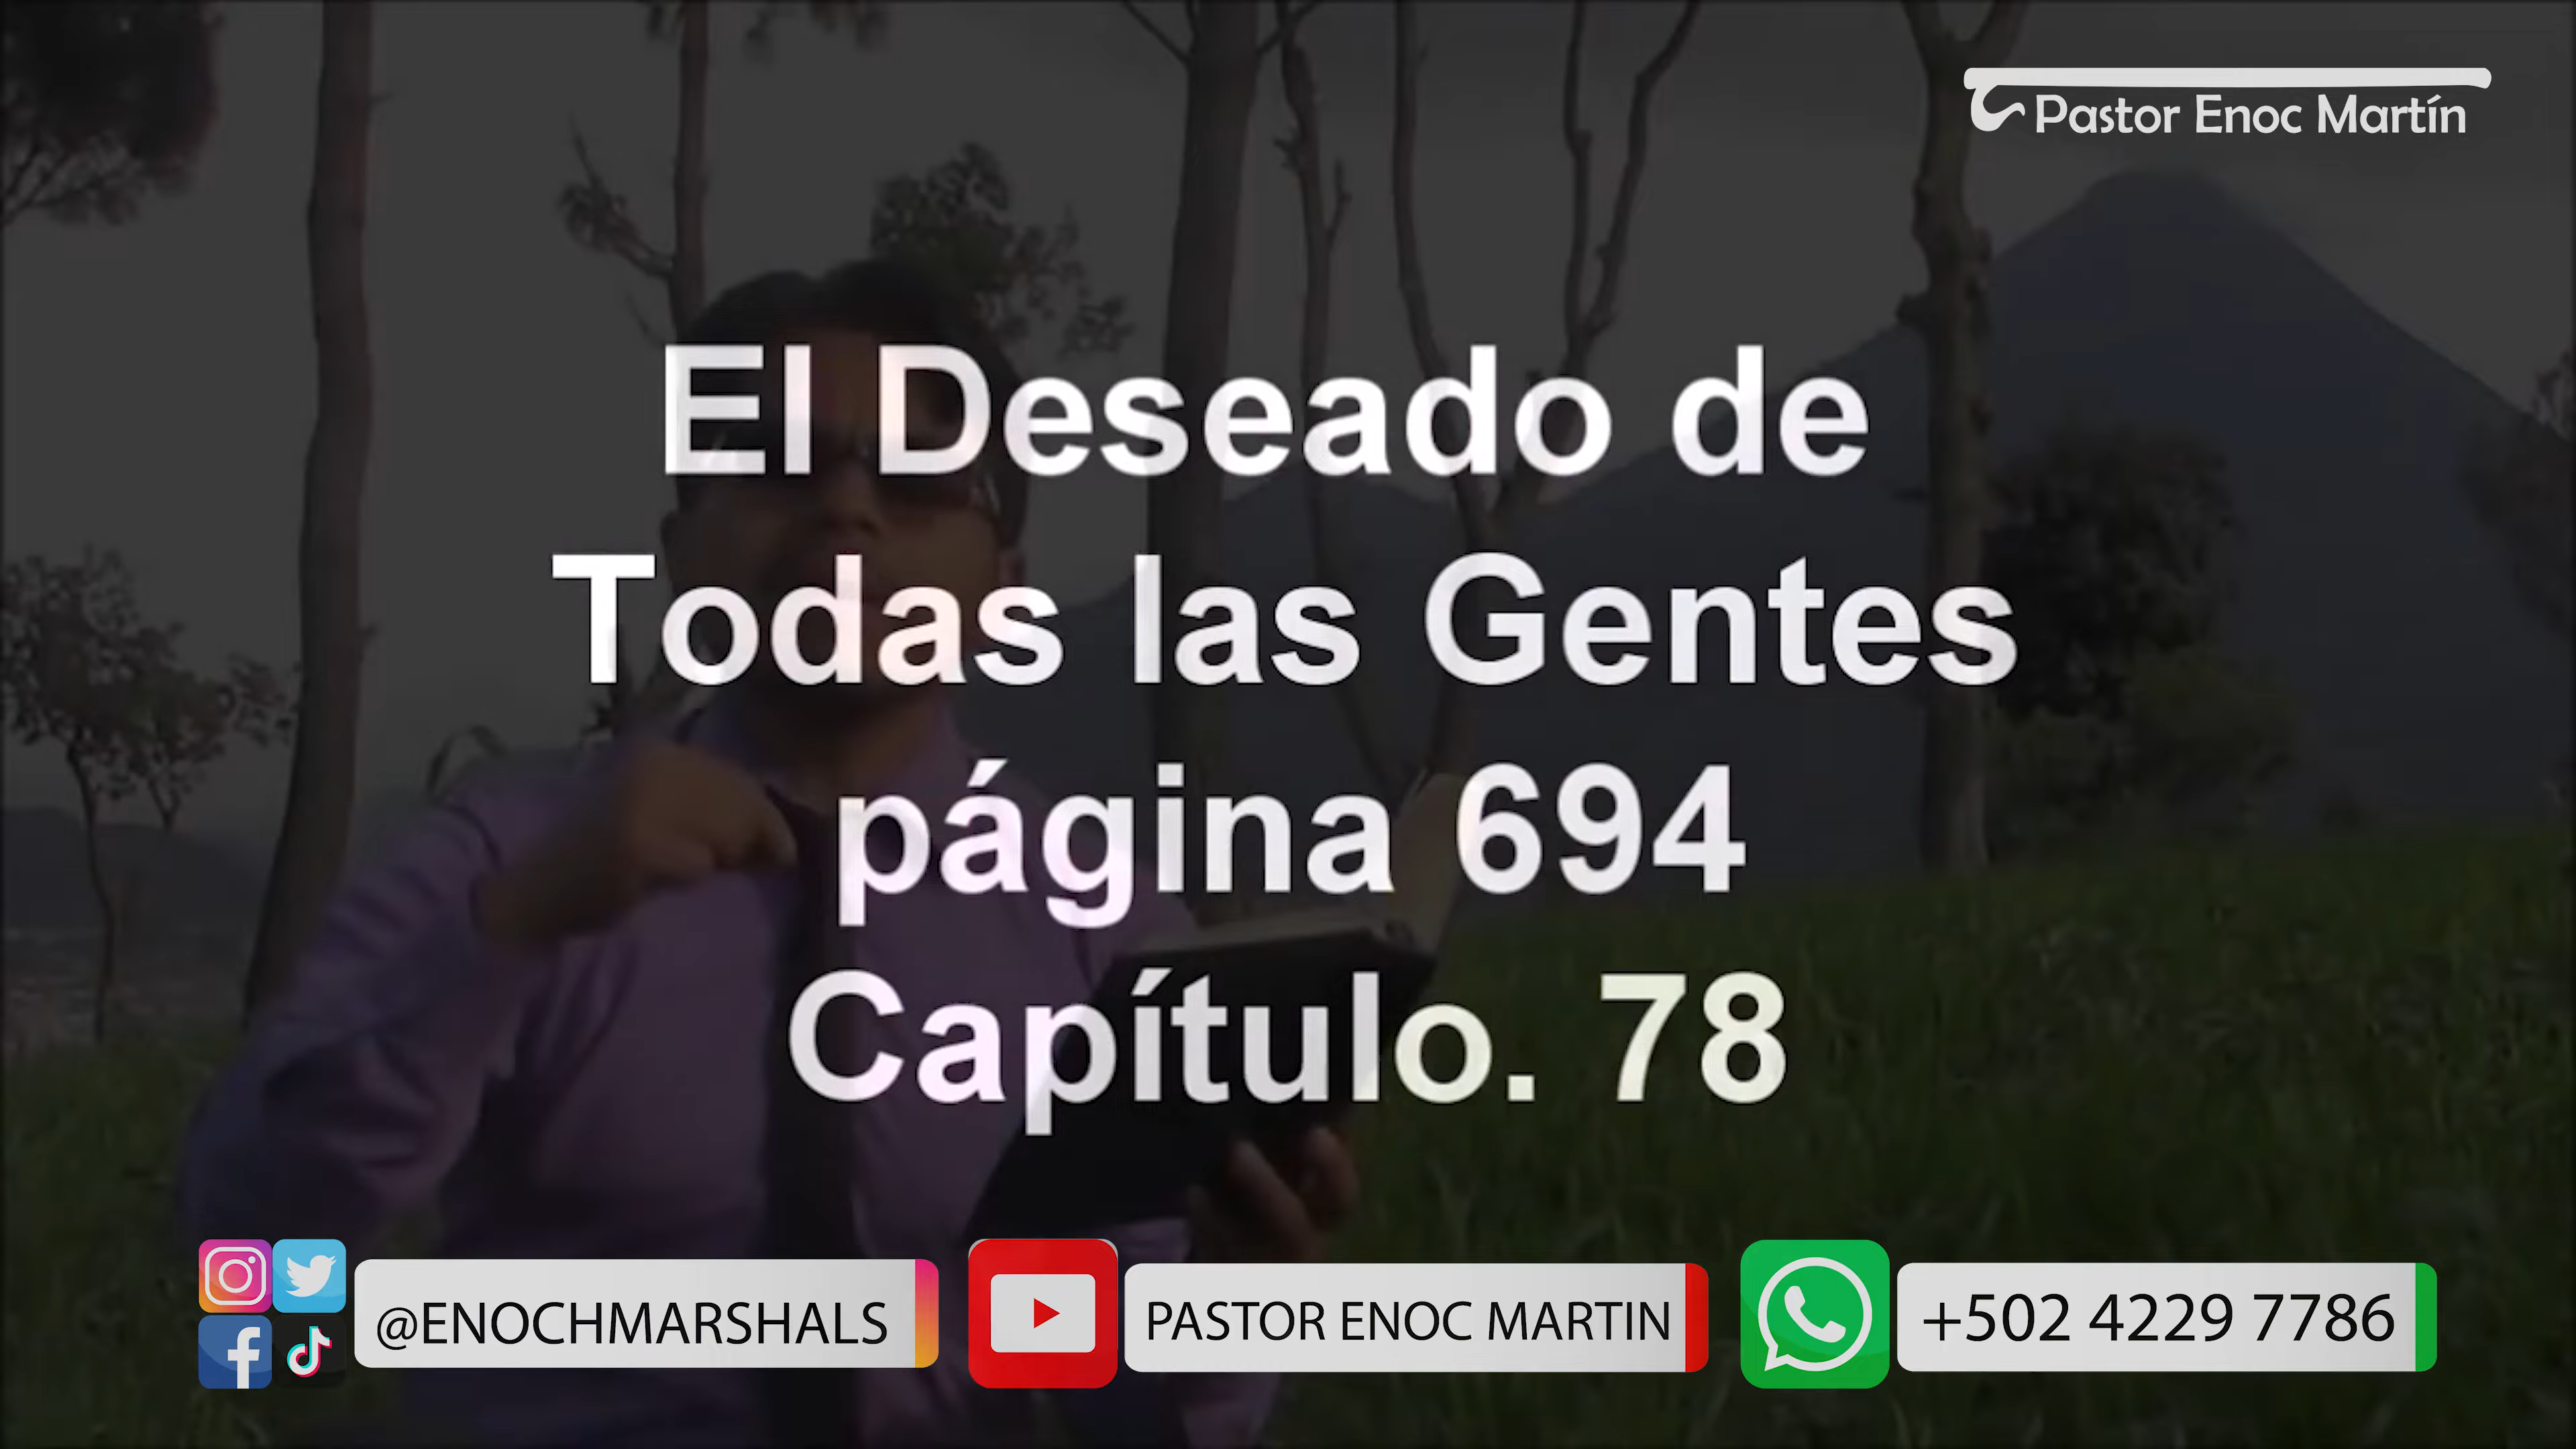 Pastor Enoc Martín
El Deseado de
Todas las Gentes
página 694
Capítulo. 78
@ENOCHMARSHALS
PASTOR ENOC MARTIN
+502 4229 7786